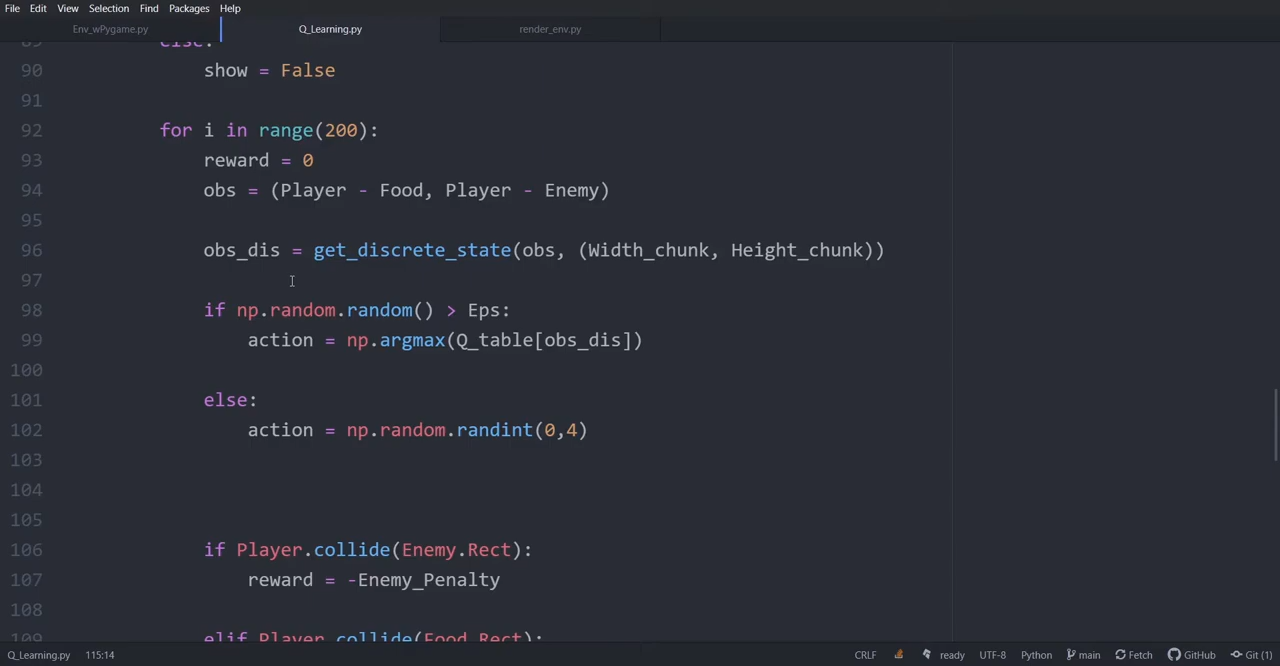 File Edit View Selection Find Packages Help
Env_wPygame.py Q_Learning.py render_env.py
89 else:
90 show = False
91
92 for i in range(200):
93 reward = 0
94 obs = (Player - Food, Player - Enemy)
95
96 obs_dis = get_discrete_state(obs, (Width_chunk, Height_chunk))
97
98 if np.random.random() > Eps:
99 action = np.argmax(Q_table[obs_dis])
100
101 else:
102 action = np.random.randint(0,4)
103
104
105
106 if Player.collide(Enemy.Rect):
107 reward = -Enemy_Penalty
108
109 elif Player.collide(Food.Rect):
Q_Learning.py 115:14 CRLF ready UTF-8 Python main Fetch GitHub Git (1)